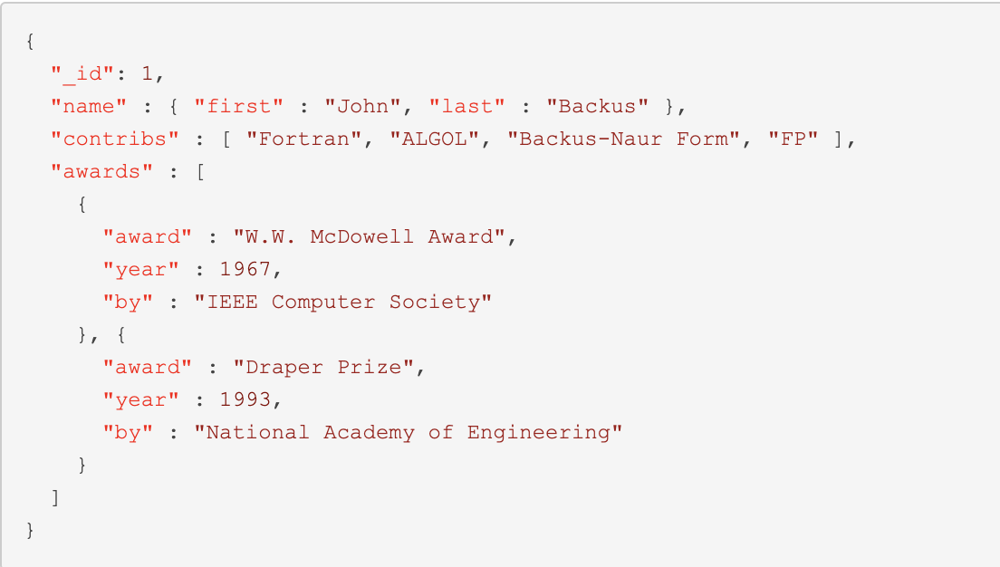 {
  "_id": 1,
  "name" : { "first" : "John", "last" : "Backus" },
  "contribs" : [ "Fortran", "ALGOL", "Backus-Naur Form", "FP" ],
  "awards" : [
    {
      "award" : "W.W. McDowell Award",
      "year" : 1967,
      "by" : "IEEE Computer Society"
    }, {
      "award" : "Draper Prize",
      "year" : 1993,
      "by" : "National Academy of Engineering"
    }
  ]
}